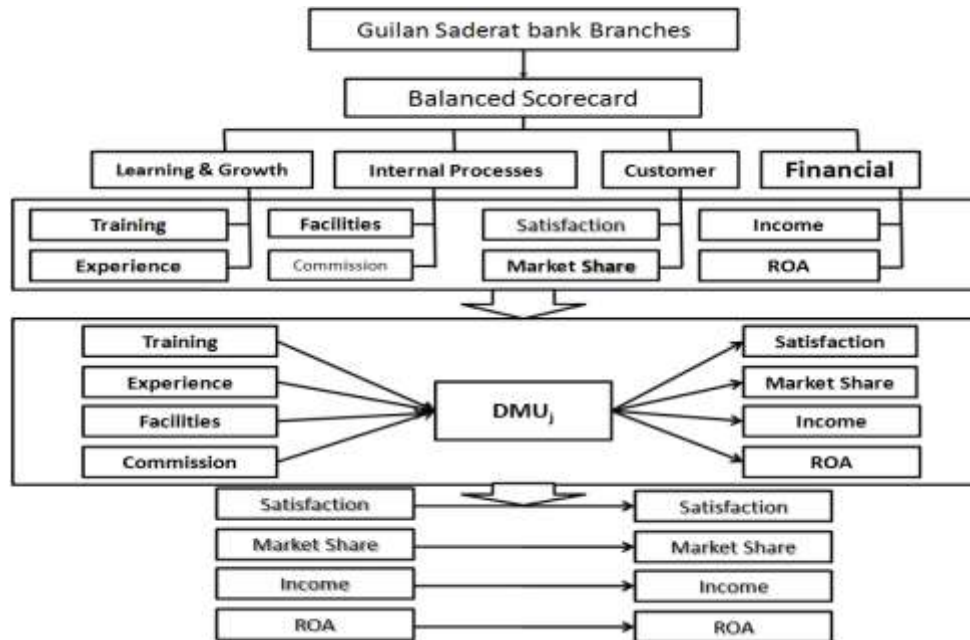 Guilan Saderat bank Branches
Balanced Scorecard
Learning & Growth
Internal Processes
Customer
Financial
Training
Facilities
Satisfaction
Income
Experience
Commission
Market Share
ROA
Training
Satisfaction
Experience
Market Share
DMUj
Facilities
Income
Commission
ROA
Satisfaction
Satisfaction
Market Share
Market Share
Income
Income
ROA
ROA